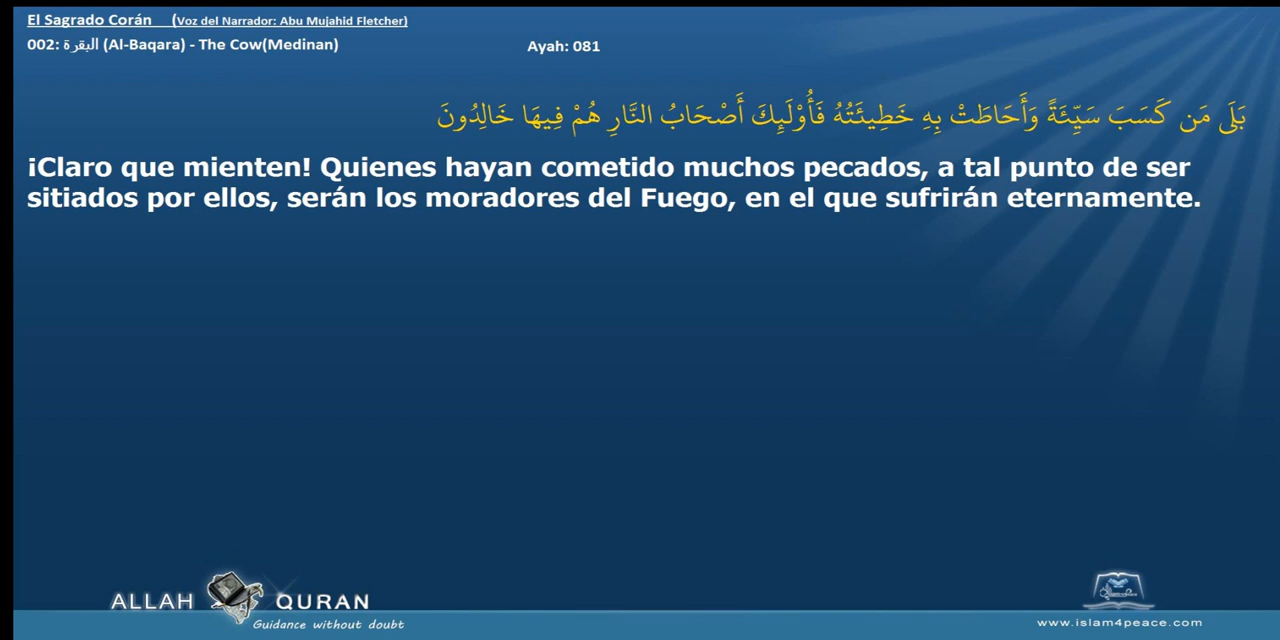 El Sagrado Corán (Voz del Narrador: Abu Mujahid Fletcher)
002: البقرة (Al-Baqara) - The Cow(Medinan) Ayah: 081
بَلَى مَن كَسَبَ سَيِّئَةً وَأَحَاطَتْ بِهِ خَطِيئَتُهُ فَأُوْلَئِكَ أَصْحَابُ النَّارِ هُمْ فِيهَا خَالِدُونَ
¡Claro que mienten! Quienes hayan cometido muchos pecados, a tal punto de ser
sitiados por ellos, serán los moradores del Fuego, en el que sufrirán eternamente.
ALLAH QURAN
Guidance without doubt
www.islam4peace.com